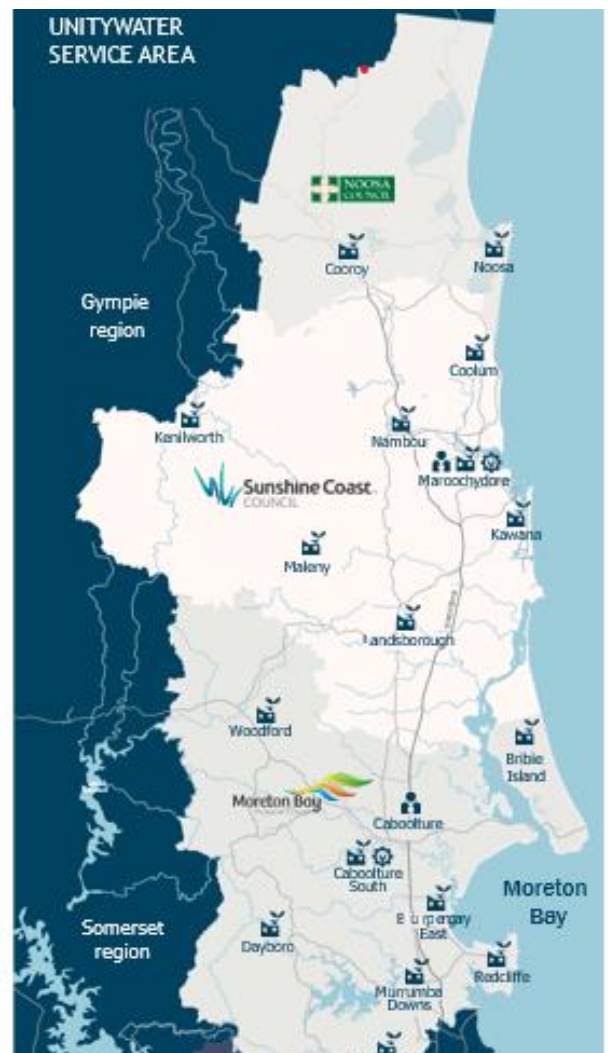 UNITYWATER
SERVICE AREA
NOOSA
COUNCIL
Cooroy
Noosa
Gympie
region
Coolum
Kenilworth
Nambour
Maroochydore
Sunshine Coast
COUNCIL
Kawana
Maleny
Landsborough
Woodford
Bribie
Island
Moreton Bay
Caboolture
Caboolture
South
Moreton
Bay
Burpengary
East
Somerset
region
Dayboro
Redcliffe
Murrumba
Downs